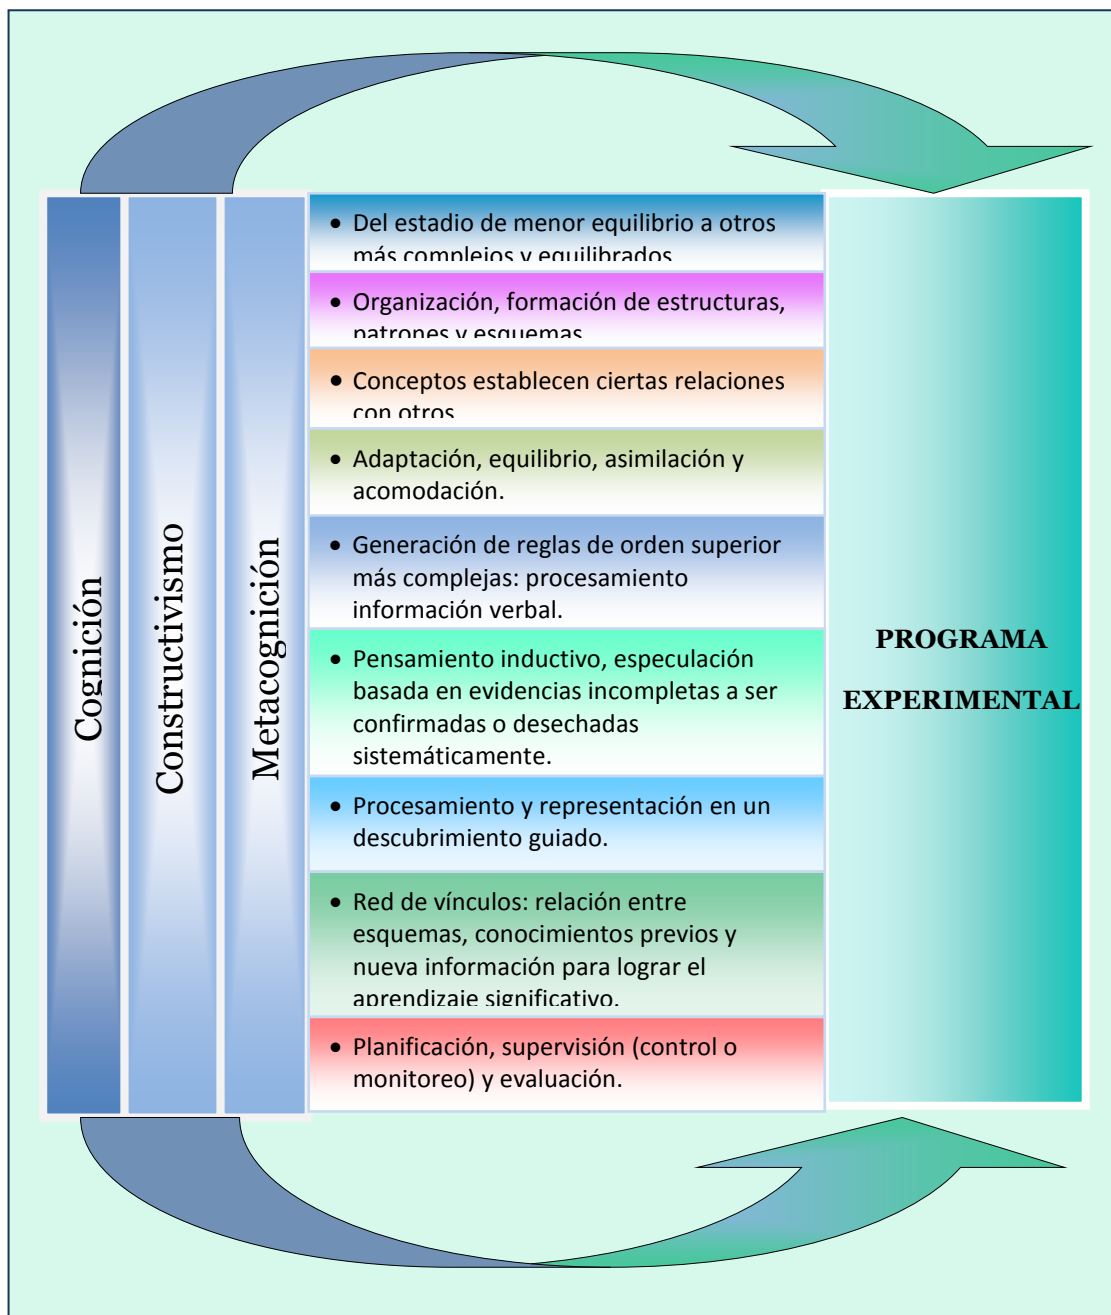 Cognición
Constructivismo
Metacognición
• Del estadio de menor equilibrio a otros
más complejos y equilibrados
• Organización, formación de estructuras,
patrones y esquemas
• Conceptos establecen ciertas relaciones
con otros
• Adaptación, equilibrio, asimilación y
acomodación.
• Generación de reglas de orden superior
más complejas: procesamiento
información verbal.
• Pensamiento inductivo, especulación
basada en evidencias incompletas a ser
confirmadas o desechadas
sistemáticamente.
• Procesamiento y representación en un
descubrimiento guiado.
• Red de vínculos: relación entre
esquemas, conocimientos previos y
nueva información para lograr el
aprendizaje significativo.
• Planificación, supervisión (control o
monitoreo) y evaluación.
PROGRAMA
EXPERIMENTAL